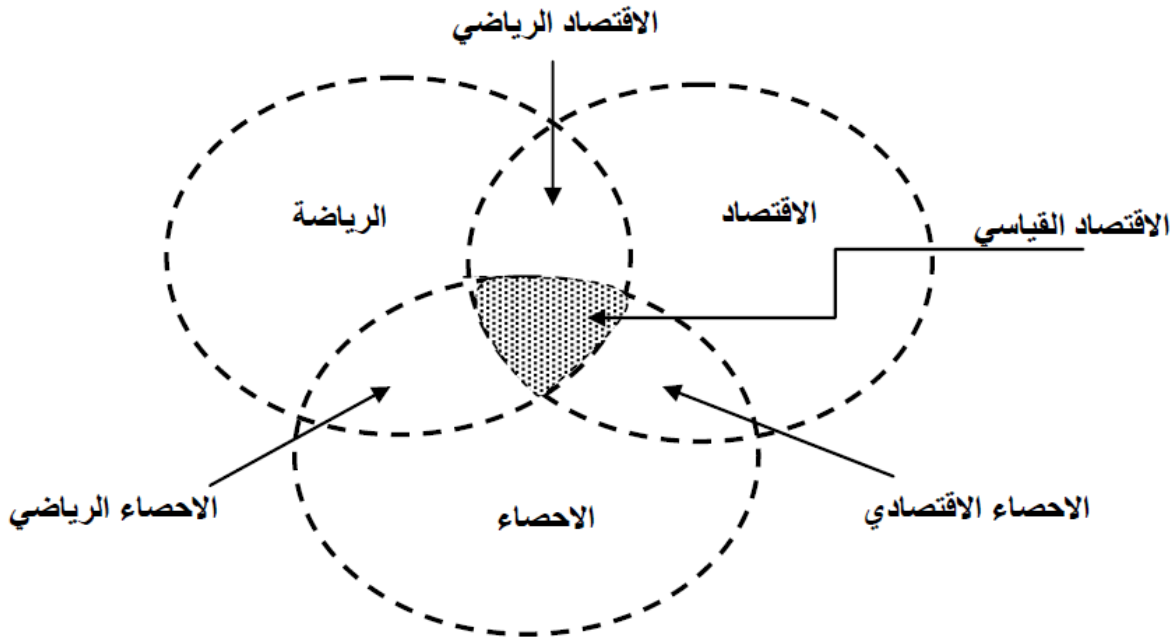 الاقتصاد الرياضي
الرياضة
الاقتصاد
الاقتصاد القياسي
الاحصاء الرياضي
الاحصاء
الاحصاء الاقتصادي